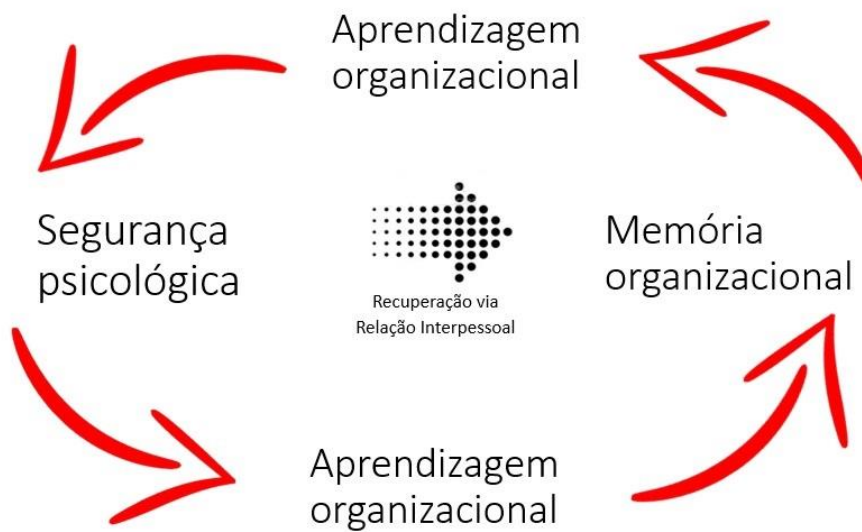 Aprendizagem
organizacional
Segurança
psicológica
Recuperação via
Relação Interpessoal
Memória
organizacional
Aprendizagem
organizacional